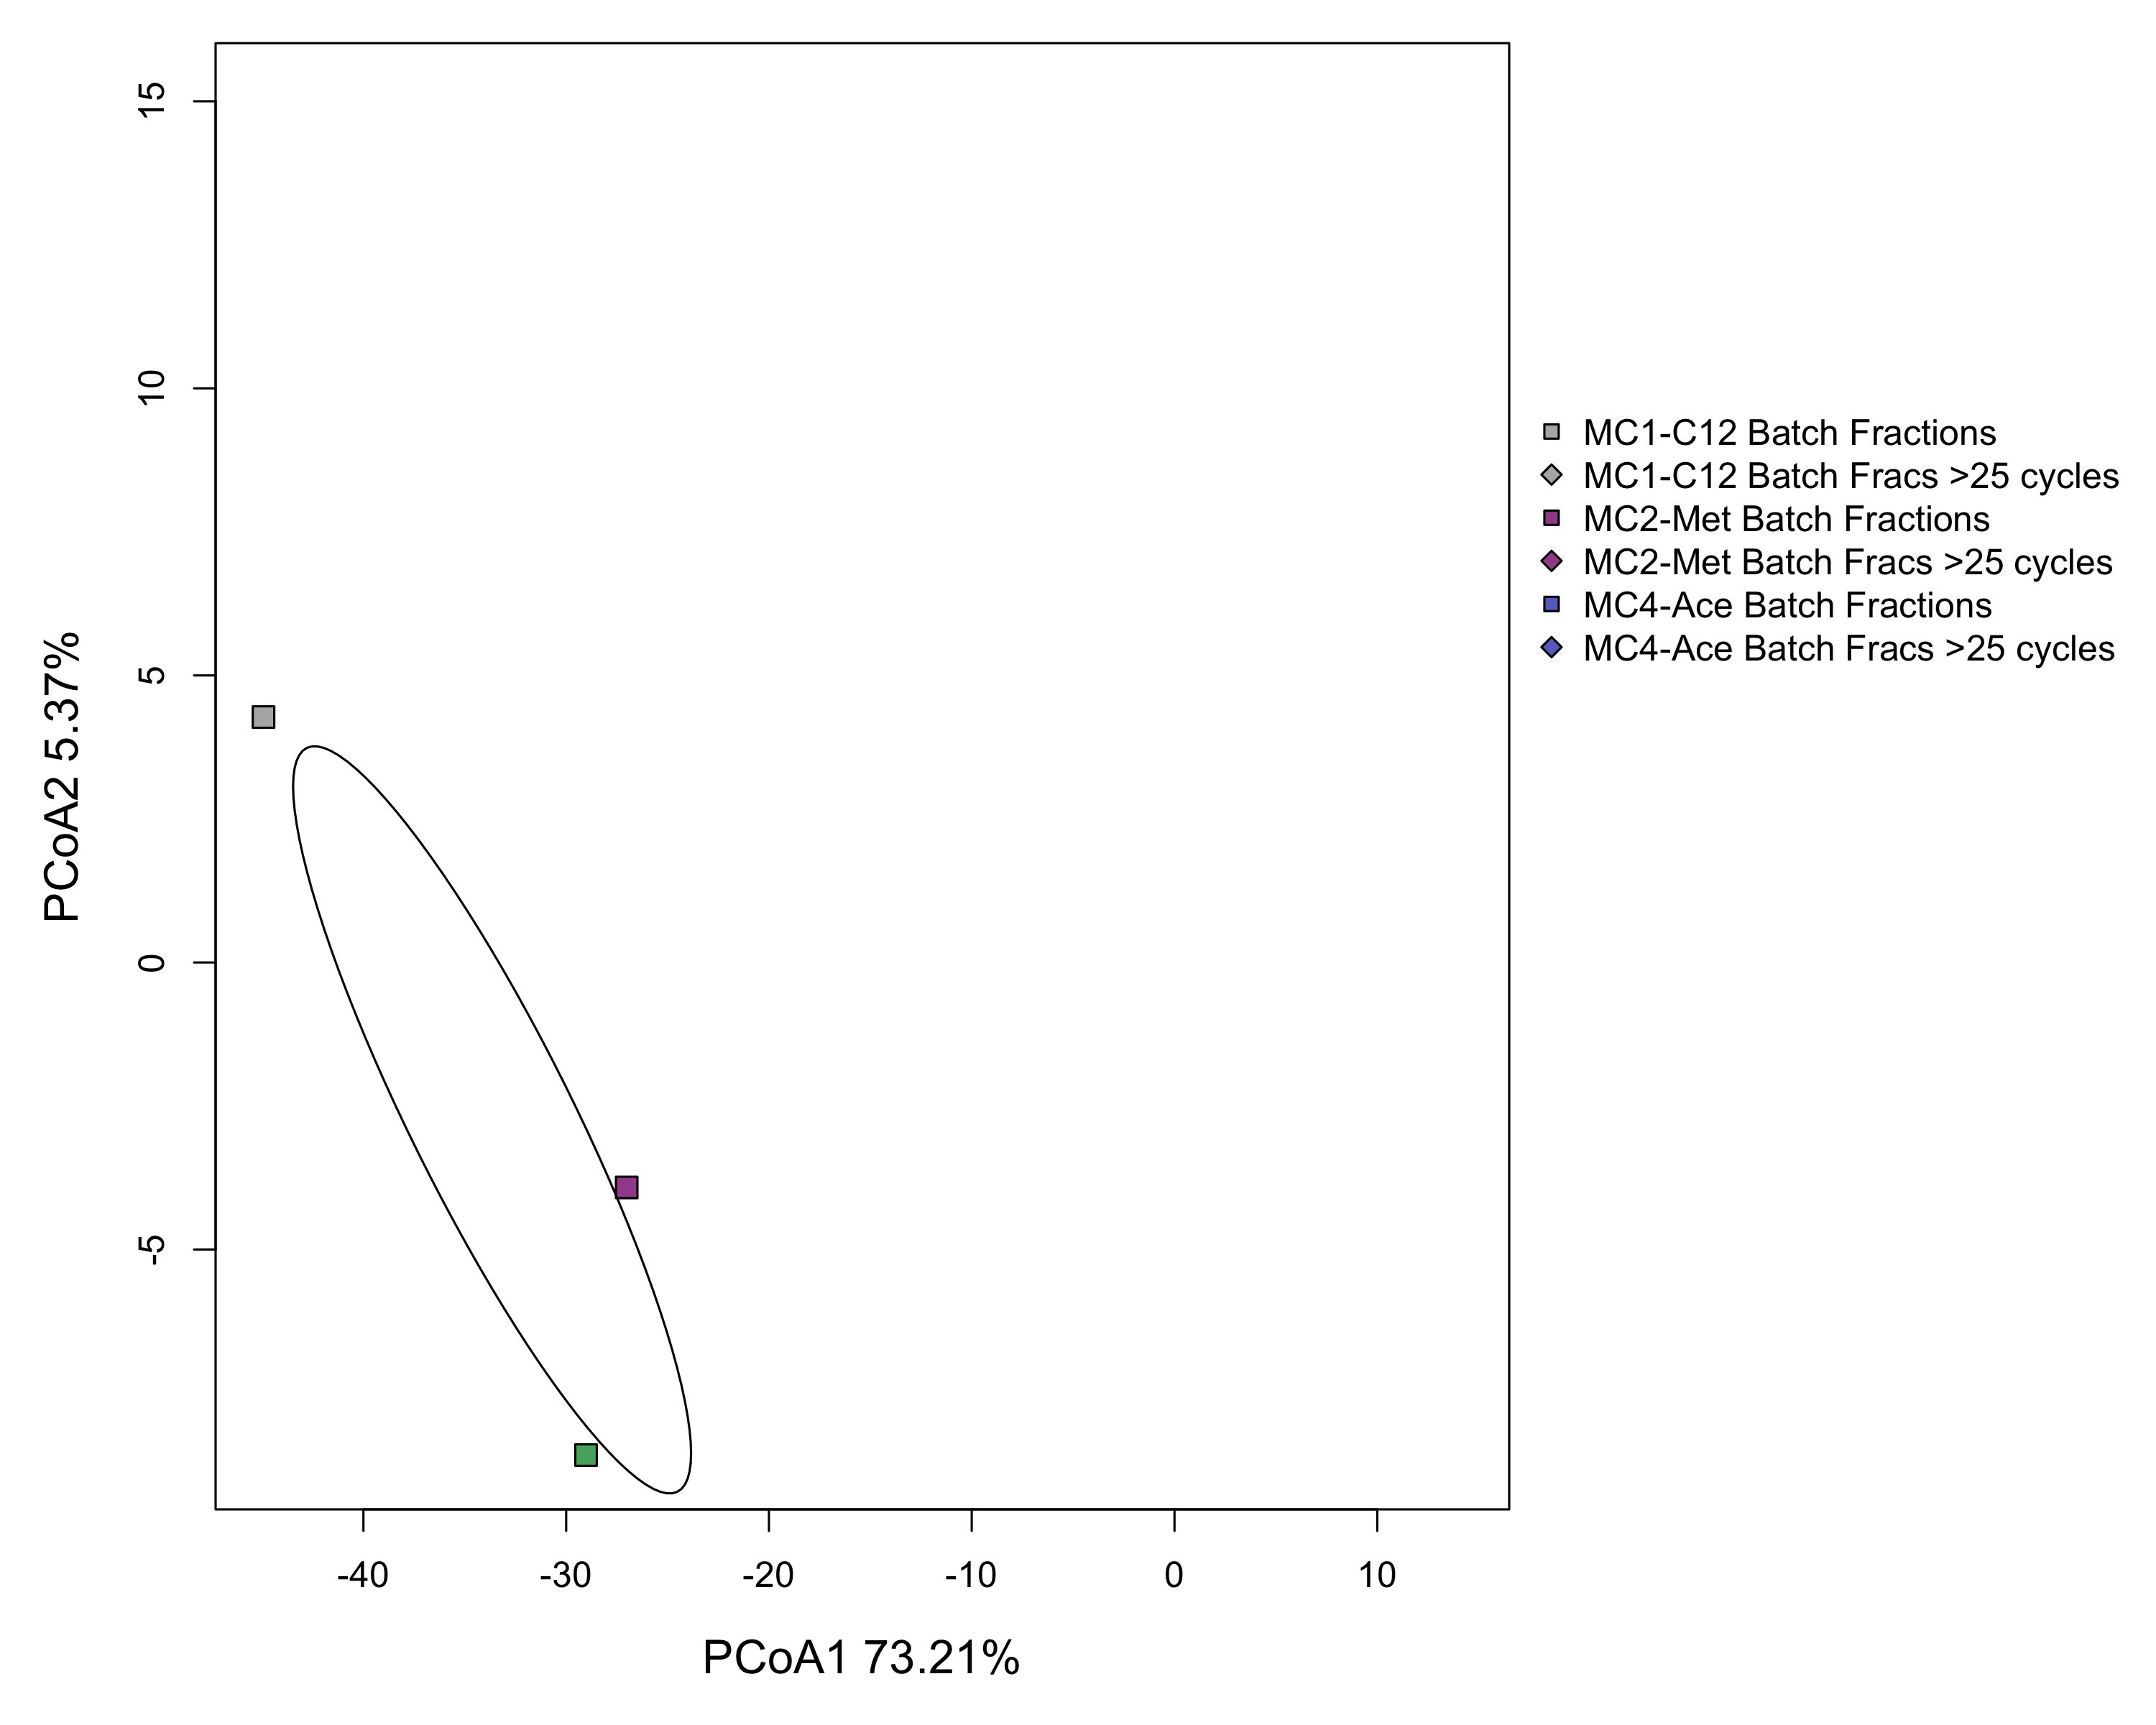 15
10
5
0
-5
PCoA2 5.37%
-40 -30 -20 -10 0 10
PCoA1 73.21%
MC1-C12 Batch Fractions
MC1-C12 Batch Fracs >25 cycles
MC2-Met Batch Fractions
MC2-Met Batch Fracs >25 cycles
MC4-Ace Batch Fractions
MC4-Ace Batch Fracs >25 cycles